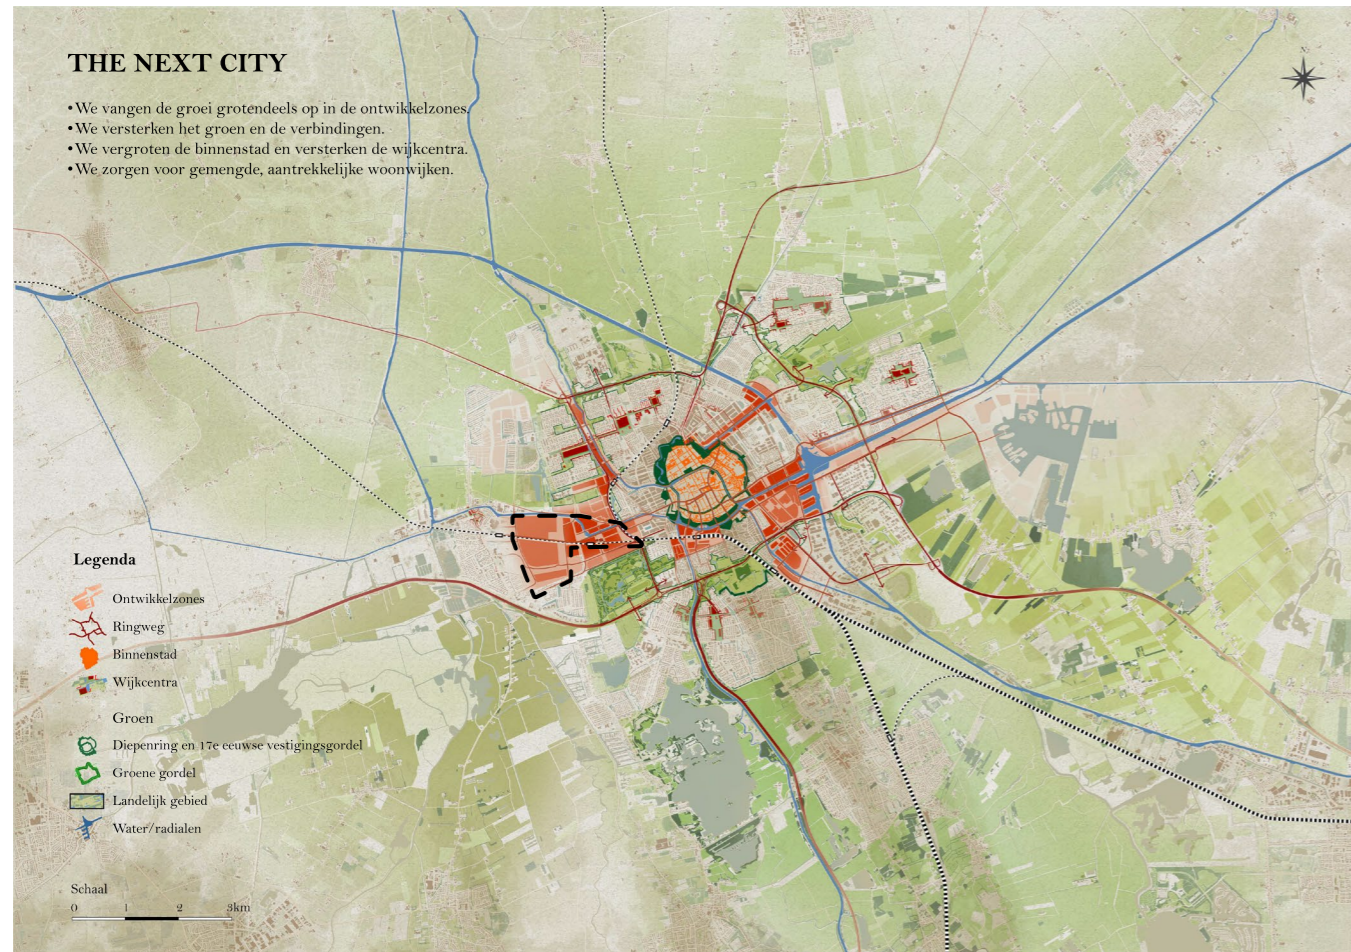 THE NEXT CITY
• We vangen de groei grotendeels op in de ontwikkelzones.
• We versterken het groen en de verbindingen.
• We vergroten de binnenstad en versterken de wijkcentra.
• We zorgen voor gemengde, aantrekkelijke woonwijken.
Legenda
Ontwikkelzones
Ringweg
Binnenstad
Wijkcentra
Groen
Diepenring en 17e eeuwse vestigingsgordel
Groene gordel
Landelijk gebied
Water/radialen
Schaal
0 1 2 3km